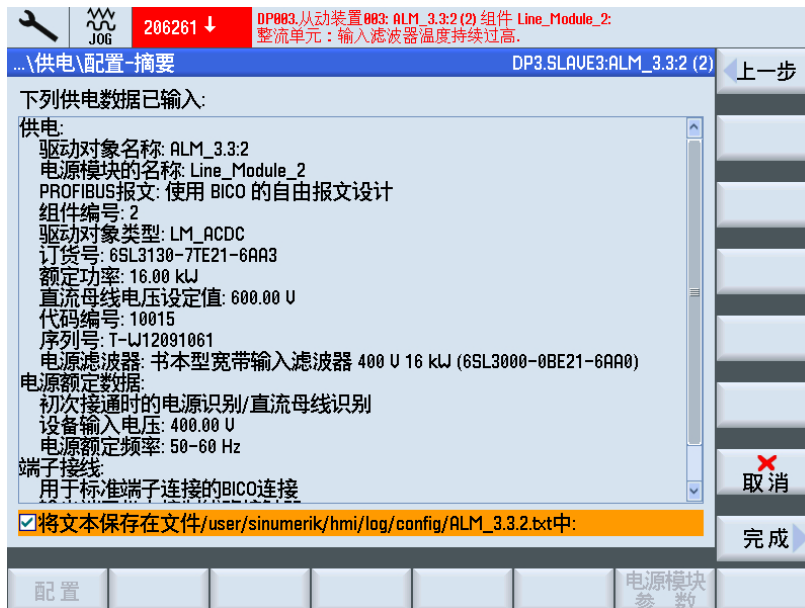 JOG
206261
DP003.从动装置003: ALM_3.3:2 (2) 组件 Line_Module_2:
整流单元：输入滤波器温度持续过高.
...\供电\配置-摘要
DP3.SLAVE3:ALM_3.3:2 (2)
上一步
下列供电数据已输入:
供电:
驱动对象名称: ALM_3.3:2
电源模块的名称: Line_Module_2
PROFIBUS报文: 使用 BICO 的自由报文设计
组件编号: 2
驱动对象类型: LM_ACDC
订货号: 6SL3130-7TE21-6AA3
额定功率: 16.00 kW
直流母线电压设定值: 600.00 V
代码编号: 10015
序列号: T-W12091061
电源滤波器: 书本型宽带输入滤波器 400 V 16 kW (6SL3000-0BE21-6AA0)
电源额定数据:
初次接通时的电源识别/直流母线识别
设备输入电压: 400.00 V
电源额定频率: 50-60 Hz
端子接线:
用于标准端子连接的BICO连接
取消
将文本保存在文件/user/sinumerik/hmi/log/config/ALM_3.3.2.txt中:
完成
配置
电源模块
参数